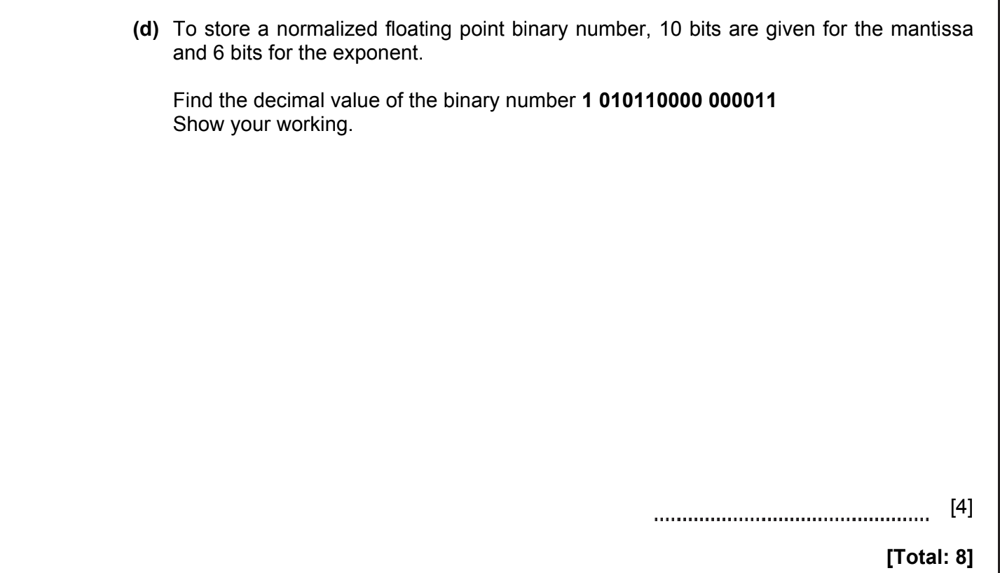 (d) To store a normalized floating point binary number, 10 bits are given for the mantissa
and 6 bits for the exponent.
Find the decimal value of the binary number 1 010110000 000011
Show your working.
................................................ [4]
[Total: 8]